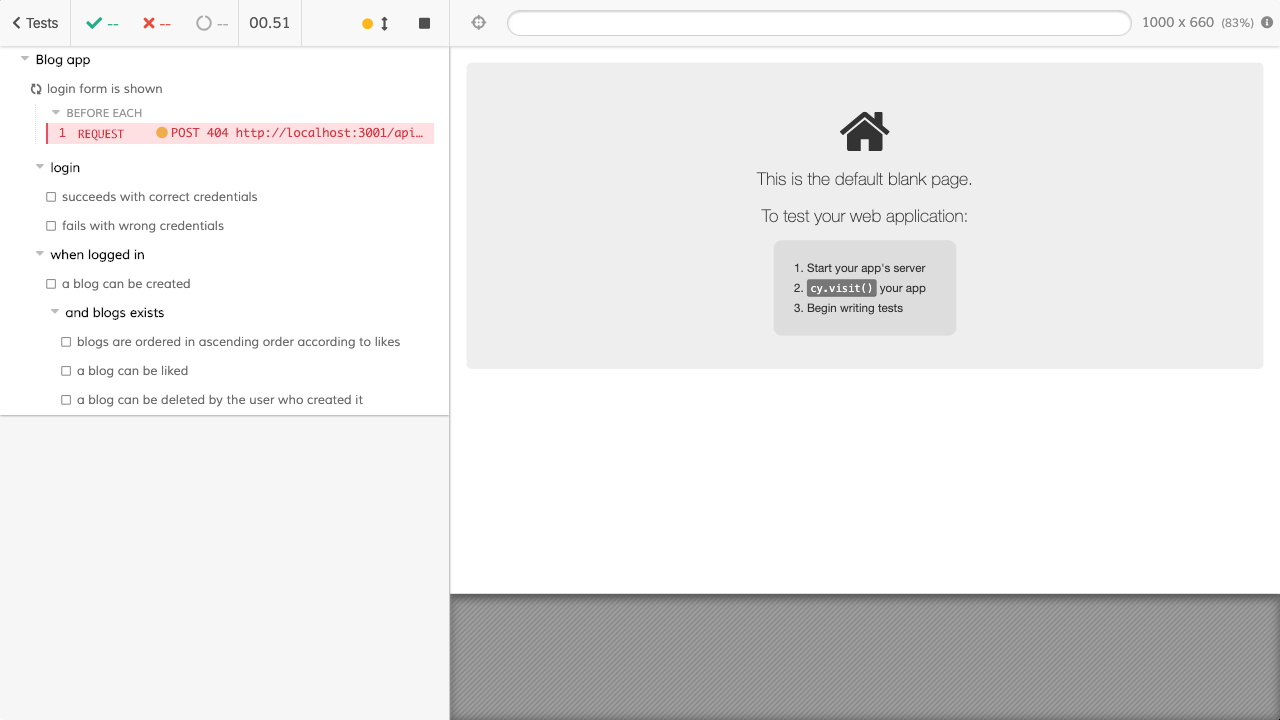 Tests -- -- -- 00.51
1000 x 660 (83%)
Blog app
login form is shown
BEFORE EACH
1 REQUEST POST 404 http://localhost:3001/api…
login
succeeds with correct credentials
fails with wrong credentials
when logged in
a blog can be created
and blogs exists
blogs are ordered in ascending order according to likes
a blog can be liked
a blog can be deleted by the user who created it
This is the default blank page.
To test your web application:
1. Start your app's server
2. cy.visit() your app
3. Begin writing tests